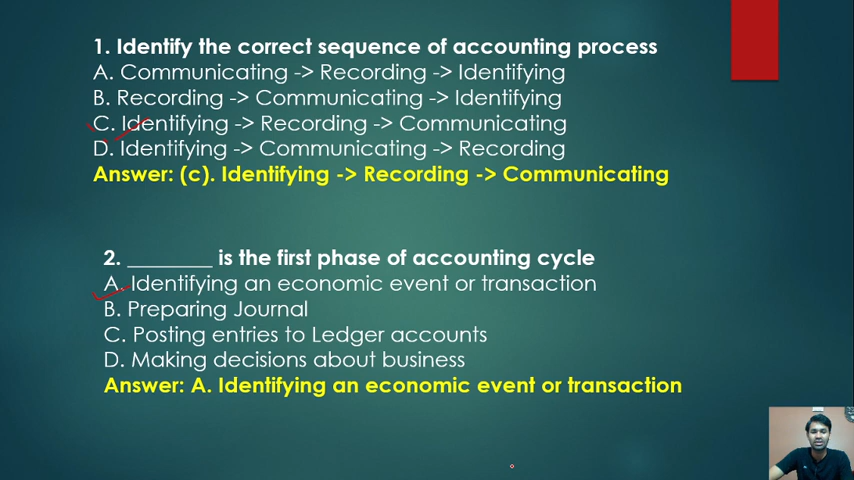 1. Identify the correct sequence of accounting process
A. Communicating -> Recording -> Identifying
B. Recording -> Communicating -> Identifying
C. Identifying -> Recording -> Communicating
D. Identifying -> Communicating -> Recording
Answer: (c). Identifying -> Recording -> Communicating
2. ________ is the first phase of accounting cycle
A. Identifying an economic event or transaction
B. Preparing Journal
C. Posting entries to Ledger accounts
D. Making decisions about business
Answer: A. Identifying an economic event or transaction